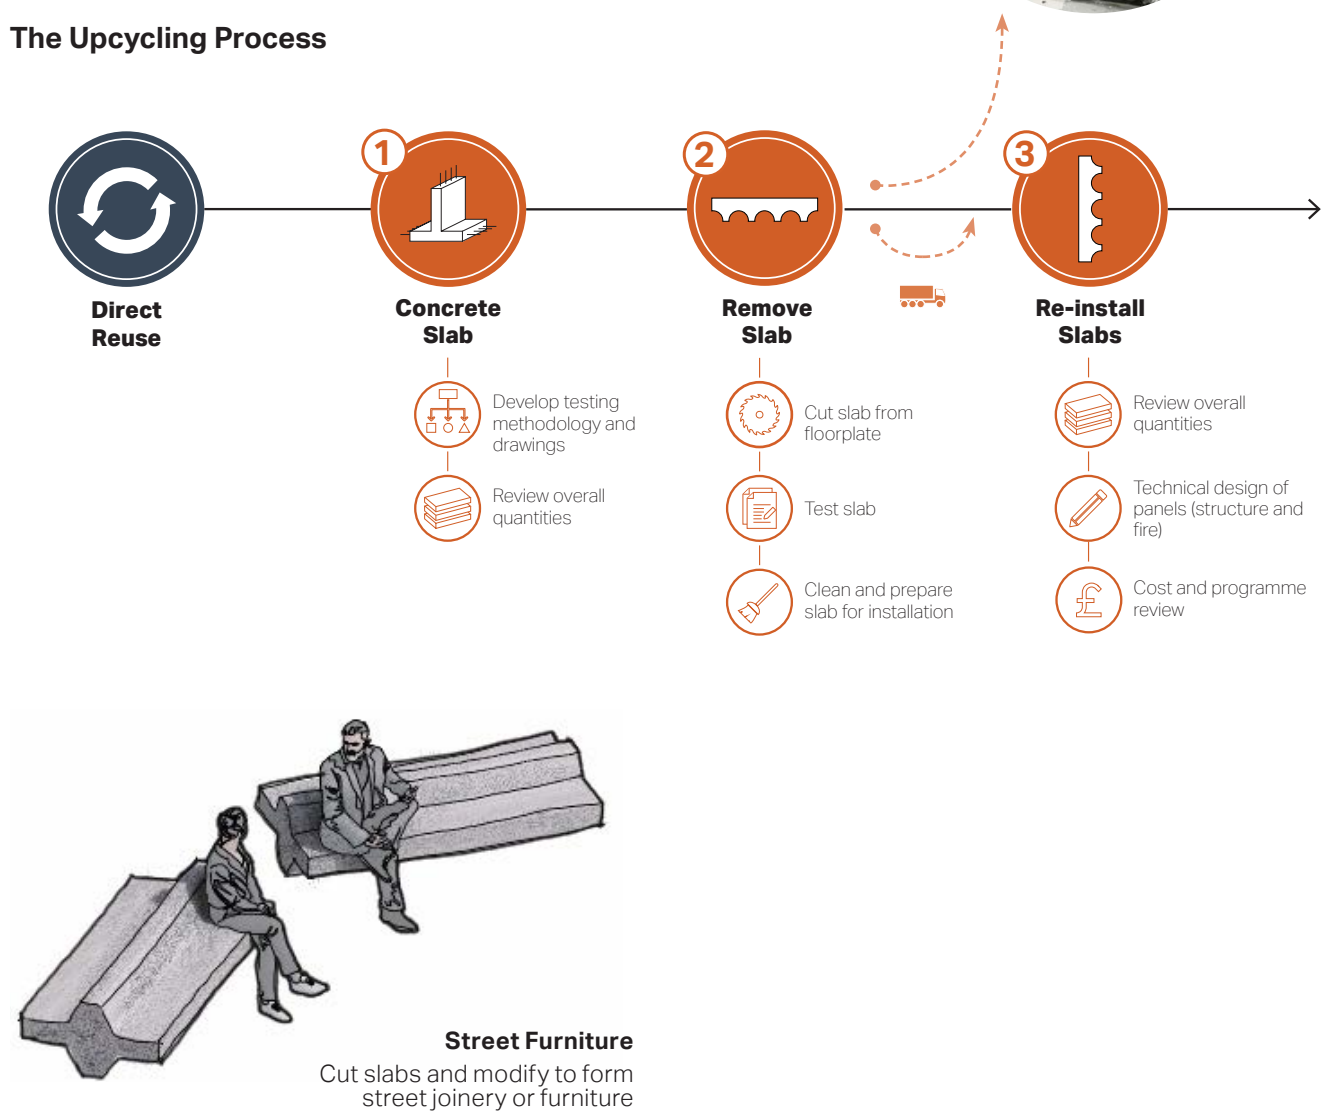 The Upcycling Process
1
2
3
Direct
Reuse
Concrete
Slab
Remove
Slab
Re-install
Slabs
Develop testing
methodology and
drawings
Review overall
quantities
Cut slab from
floorplate
Test slab
Clean and prepare
slab for installation
Review overall
quantities
Technical design of
panels (structure and
fire)
£
Cost and programme
review
Street Furniture
Cut slabs and modify to form
street joinery or furniture